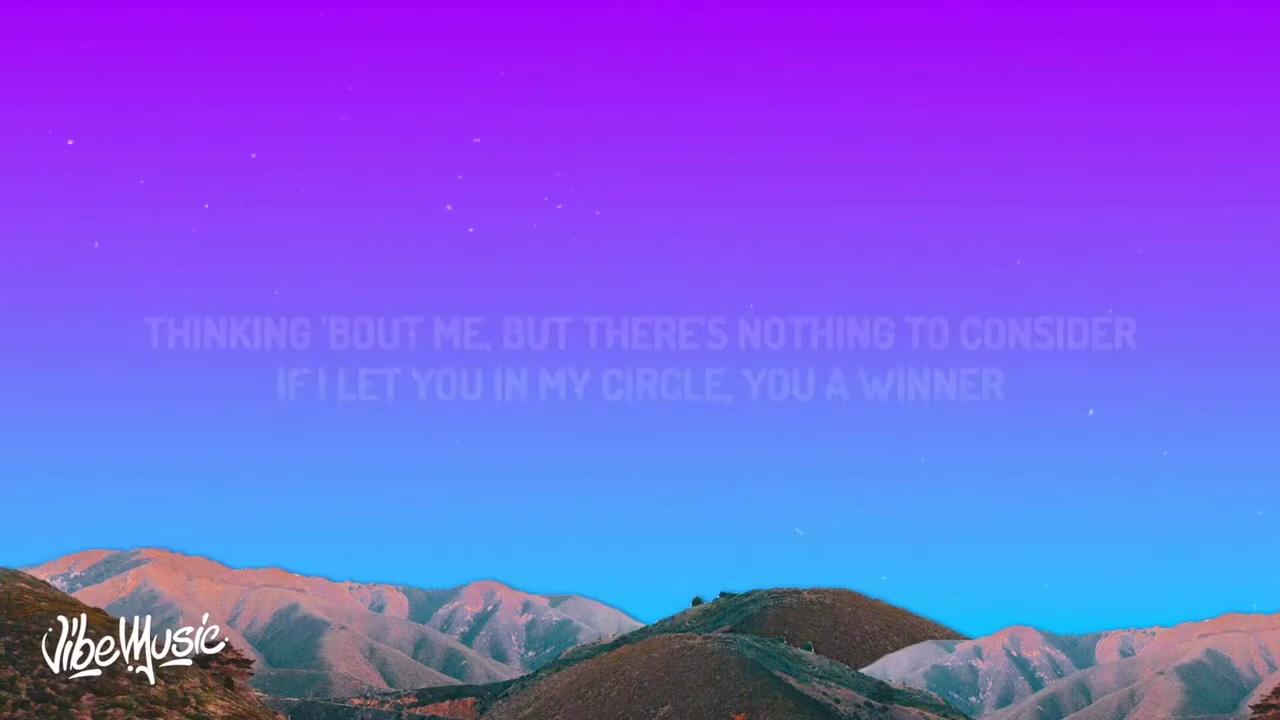 THINKING 'BOUT ME, BUT THERE'S NOTHING TO CONSIDER
IF I LET YOU IN MY CIRCLE, YOU A WINNER
VibeMusic